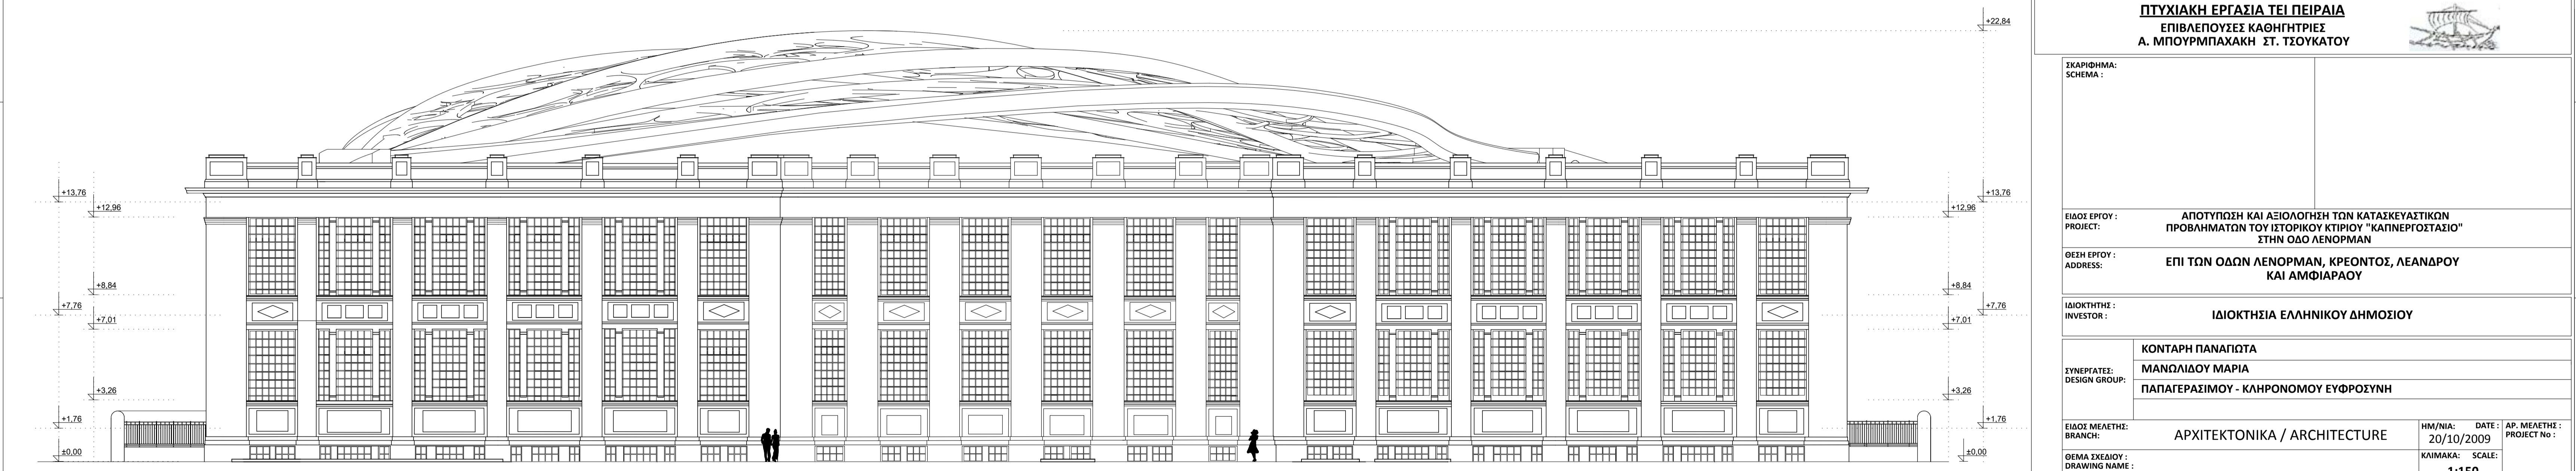 +22,84
+13,76
+12,96
+8,84
+7,76
+7,01
+3,26
+1,76
±0,00
+13,76
+12,96
+8,84
+7,76
+7,01
+3,26
+1,76
±0,00
ΠΤΥΧΙΑΚΗ ΕΡΓΑΣΙΑ ΤΕΙ ΠΕΙΡΑΙΑ
ΕΠΙΒΛΕΠΟΥΣΕΣ ΚΑΘΗΓΗΤΡΙΕΣ
Α. ΜΠΟΥΡΜΠΑΧΑΚΗ ΣΤ. ΤΣΟΥΚΑΤΟΥ
ΣΚΑΡΙΦΗΜΑ:
SCHEMA :
ΕΙΔΟΣ ΕΡΓΟΥ :
PROJECT:
ΑΠΟΤΥΠΩΣΗ ΚΑΙ ΑΞΙΟΛΟΓΗΣΗ ΤΩΝ ΚΑΤΑΣΚΕΥΑΣΤΙΚΩΝ
ΠΡΟΒΛΗΜΑΤΩΝ ΤΟΥ ΙΣΤΟΡΙΚΟΥ ΚΤΙΡΙΟΥ "ΚΑΠΝΕΡΓΟΣΤΑΣΙΟ"
ΣΤΗΝ ΟΔΟ ΛΕΝΟΡΜΑΝ
ΘΕΣΗ ΕΡΓΟΥ :
ADDRESS:
ΕΠΙ ΤΩΝ ΟΔΩΝ ΛΕΝΟΡΜΑΝ, ΚΡΕΟΝΤΟΣ, ΛΕΑΝΔΡΟΥ
ΚΑΙ ΑΜΦΙΑΡΑΟΥ
ΙΔΙΟΚΤΗΤΗΣ :
INVESTOR :
ΙΔΙΟΚΤΗΣΙΑ ΕΛΛΗΝΙΚΟΥ ΔΗΜΟΣΙΟΥ
ΣΥΝΕΡΓΑΤΕΣ:
DESIGN GROUP:
ΚΟΝΤΑΡΗ ΠΑΝΑΓΙΩΤΑ
ΜΑΝΩΛΙΔΟΥ ΜΑΡΙΑ
ΠΑΠΑΓΕΡΑΣΙΜΟΥ - ΚΛΗΡΟΝΟΜΟΥ ΕΥΦΡΟΣΥΝΗ
ΕΙΔΟΣ ΜΕΛΕΤΗΣ:
BRANCH:
ΑΡΧΙΤΕΚΤΟΝΙΚΑ / ARCHITECTURE
ΗΜ/ΝΙΑ: DATE :
20/10/2009
ΑΡ. ΜΕΛΕΤΗΣ :
PROJECT No :
ΘΕΜΑ ΣΧΕΔΙΟΥ :
DRAWING NAME :
ΚΛΙΜΑΚΑ: SCALE:
1:150